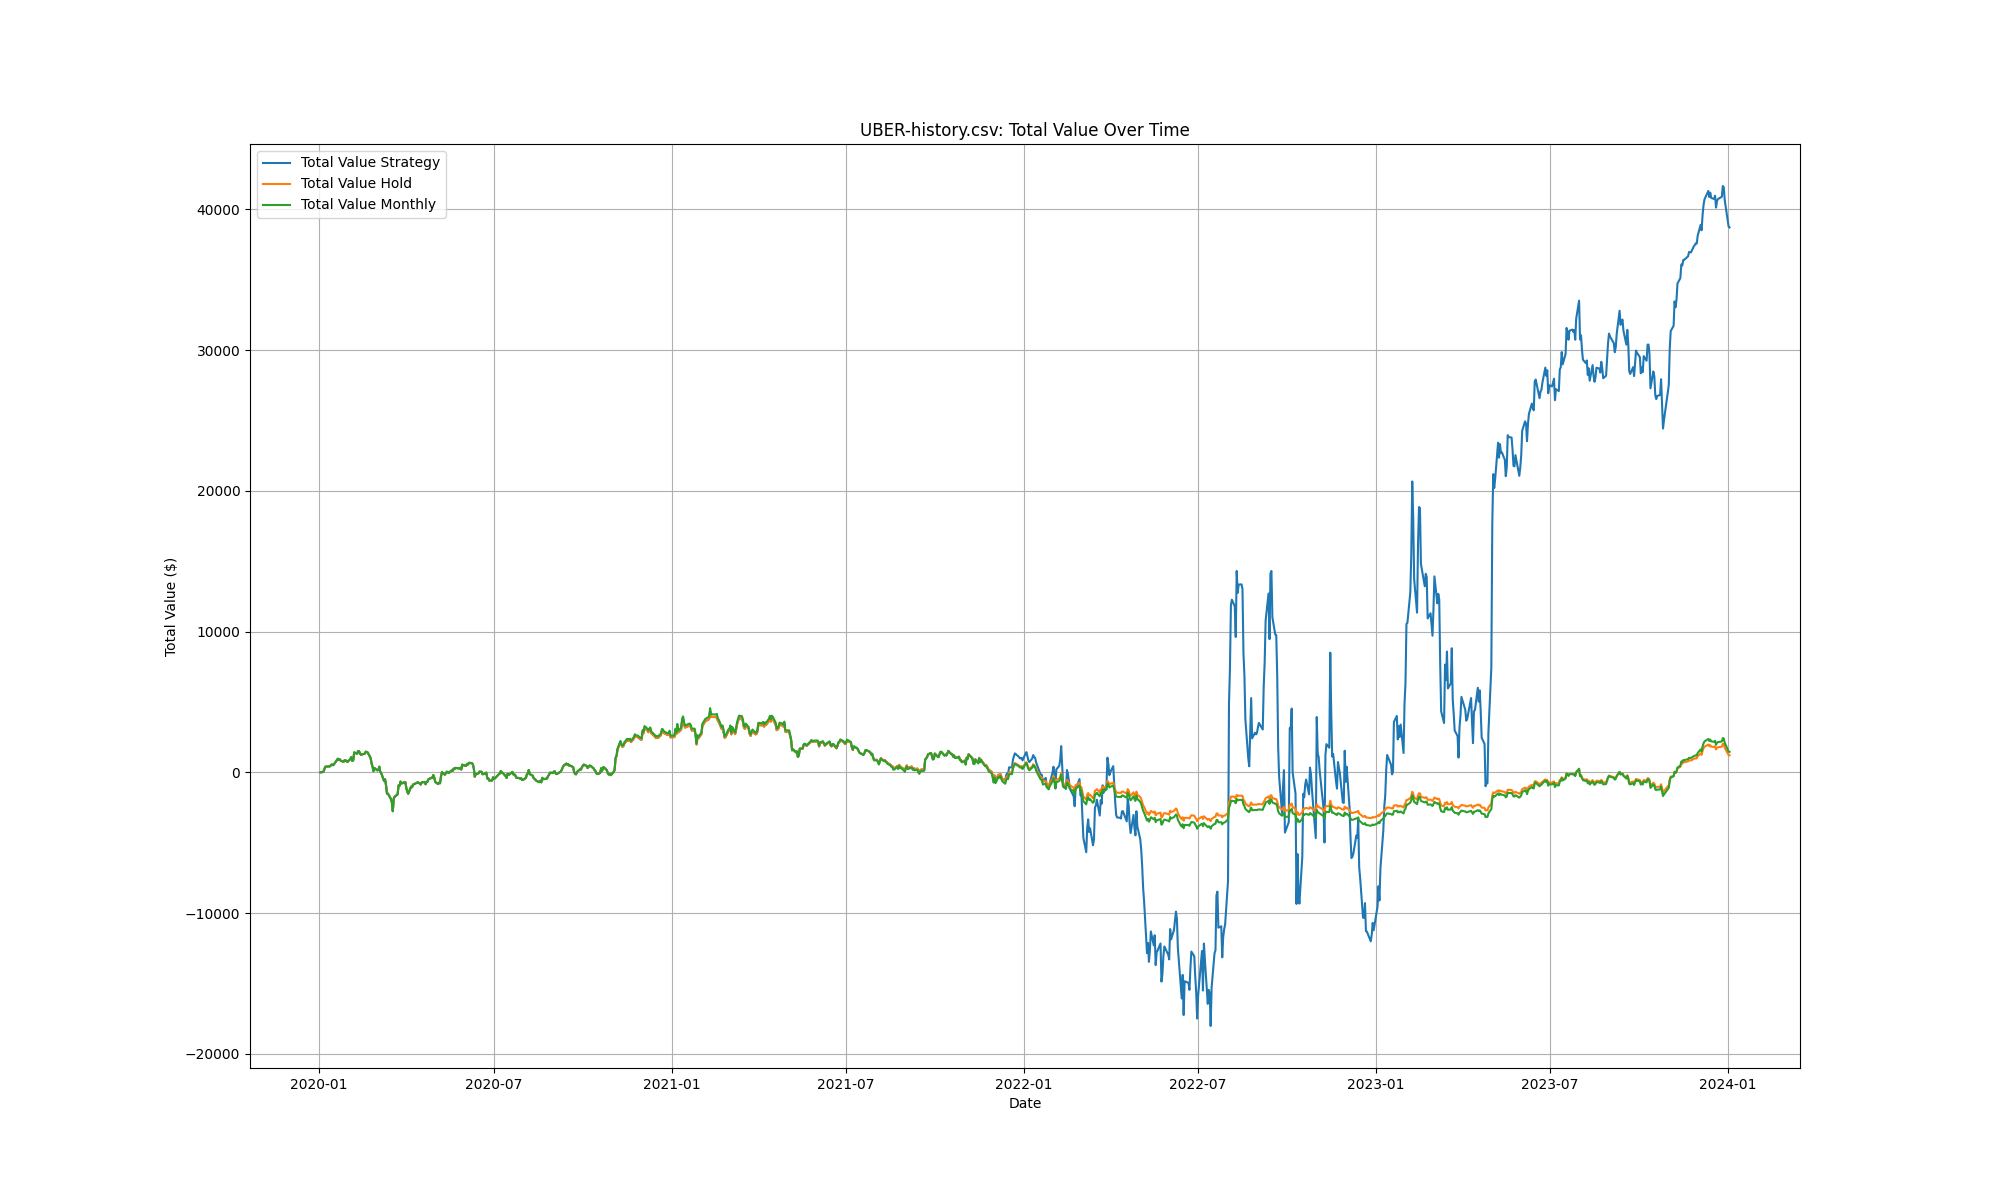 UBER-history.csv: Total Value Over Time
Total Value Strategy
Total Value Hold
Total Value Monthly
Total Value ($)
40000
30000
20000
10000
0
−10000
−20000
2020-01
2020-07
2021-01
2021-07
2022-01
2022-07
2023-01
2023-07
2024-01
Date